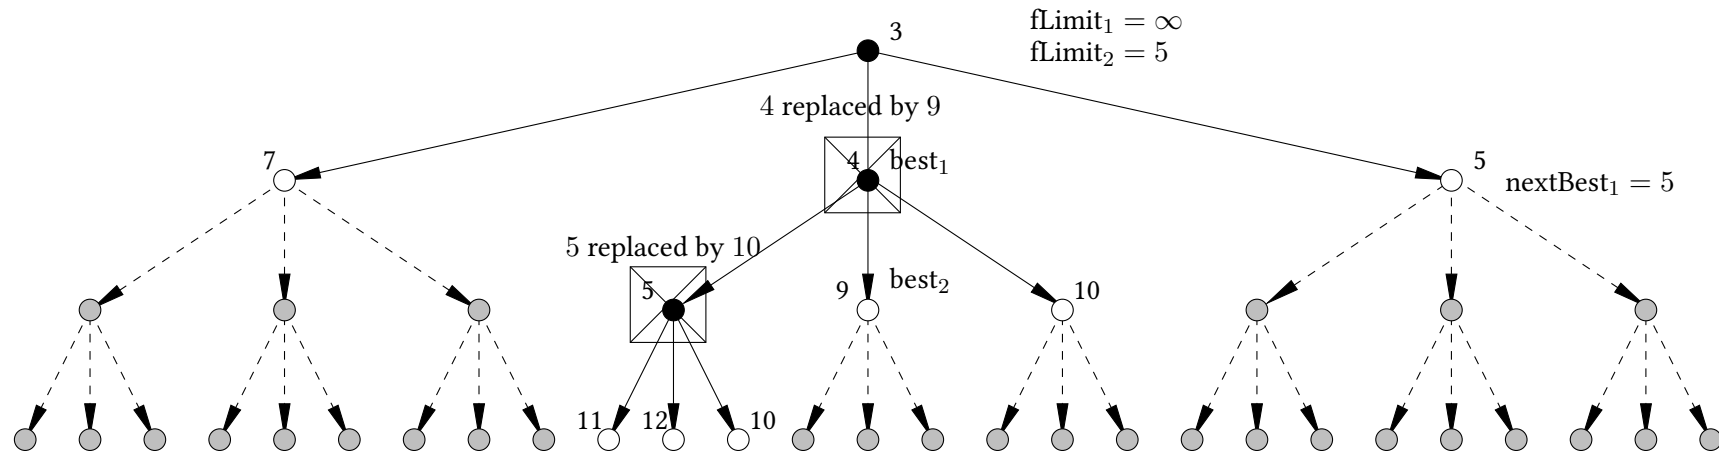 3
fLimit₁ = ∞
fLimit₂ = 5
4 replaced by 9
7
4
best₁
5
nextBest₁ = 5
5 replaced by 10
5
9
best₂
10
11
12
10